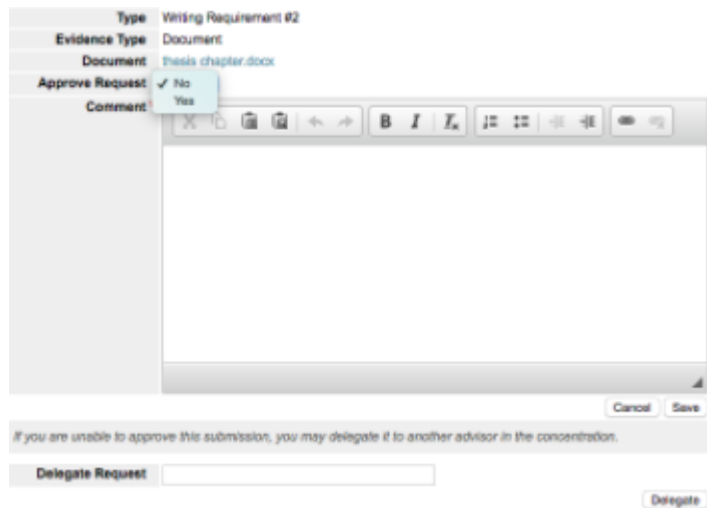 Type Writing Requirement #2
Evidence Type Document
Document thesis chapter.docx
Approve Request ✓ No
Yes
Comment
B I Tx
Cancel Save
If you are unable to approve this submission, you may delegate it to another advisor in the concentration.
Delegate Request
Delegate